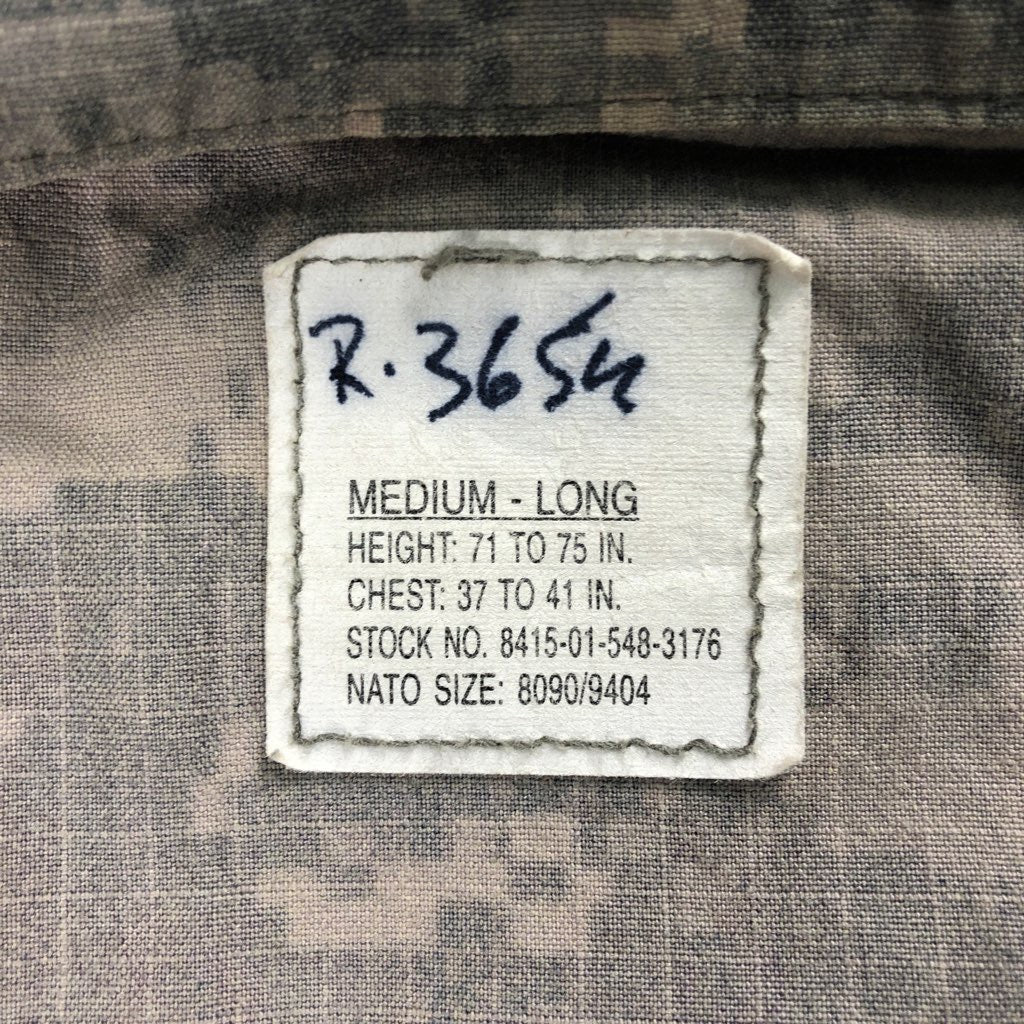 R.3654
MEDIUM - LONG
HEIGHT: 71 TO 75 IN.
CHEST: 37 TO 41 IN.
STOCK NO. 8415-01-548-3176
NATO SIZE: 8090/9404